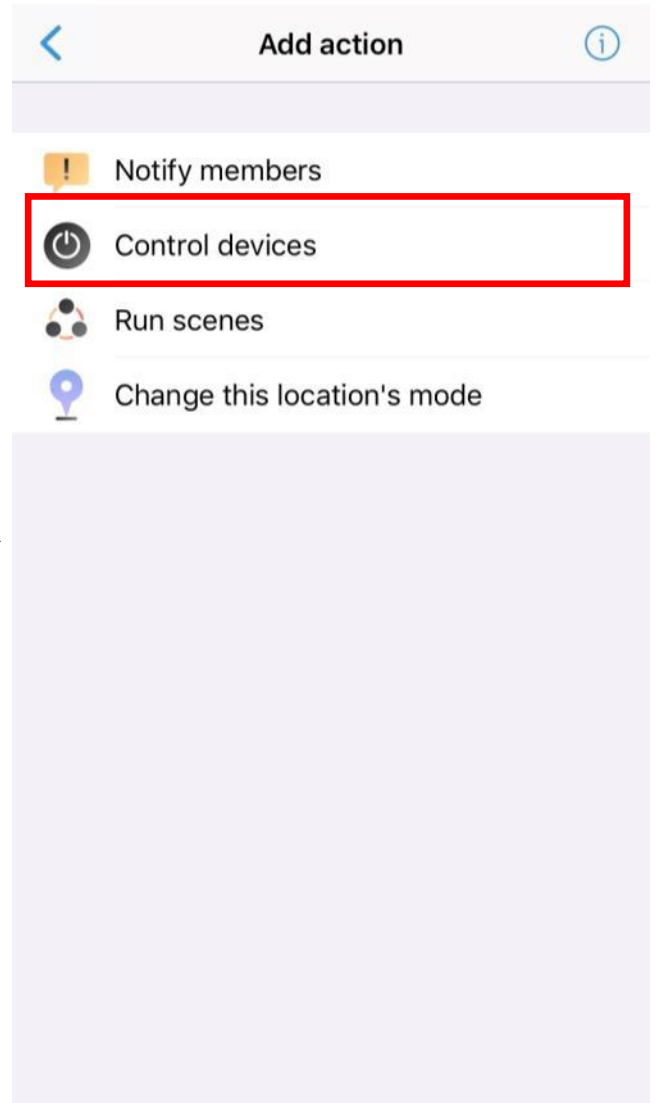 Add action
Notify members
Control devices
Run scenes
Change this location's mode